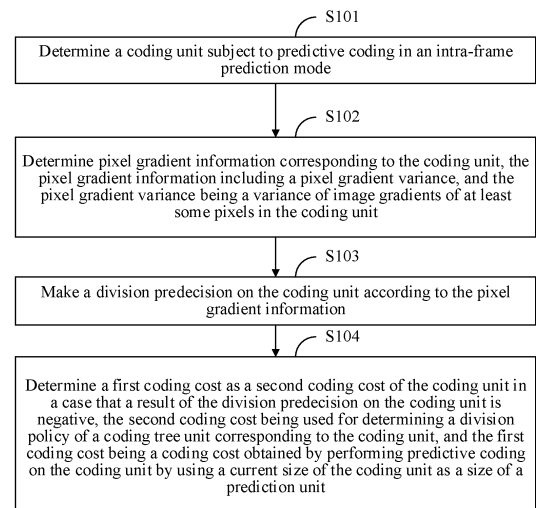 S101
Determine a coding unit subject to predictive coding in an intra-frame
prediction mode
S102
Determine pixel gradient information corresponding to the coding unit, the
pixel gradient information including a pixel gradient variance, and the
pixel gradient variance being a variance of image gradients of at least
some pixels in the coding unit
S103
Make a division predecision on the coding unit according to the pixel
gradient information
S104
Determine a first coding cost as a second coding cost of the coding unit in
a case that a result of the division predecision on the coding unit is
negative, the second coding cost being used for determining a division
policy of a coding tree unit corresponding to the coding unit, and the first
coding cost being a coding cost obtained by performing predictive coding
on the coding unit by using a current size of the coding unit as a size of a
prediction unit